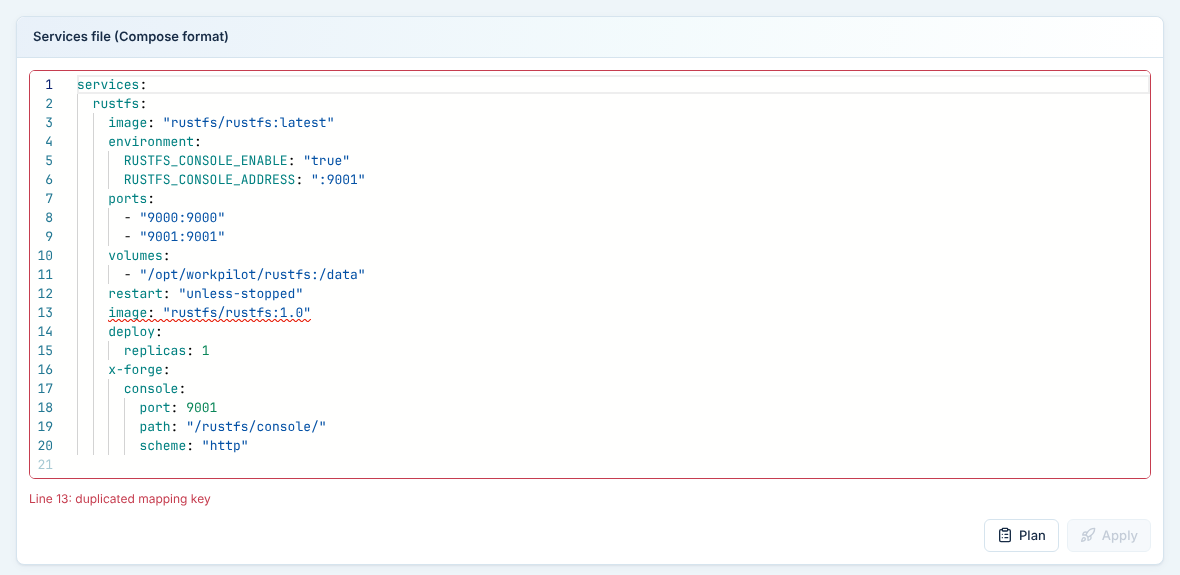 Services file (Compose format)
1 services:
2   rustfs:
3     image: "rustfs/rustfs:latest"
4     environment:
5       RUSTFS_CONSOLE_ENABLE: "true"
6       RUSTFS_CONSOLE_ADDRESS: ":9001"
7     ports:
8       - "9000:9000"
9       - "9001:9001"
10     volumes:
11       - "/opt/workpilot/rustfs:/data"
12     restart: "unless-stopped"
13     image: "rustfs/rustfs:1.0"
14     deploy:
15       replicas: 1
16     x-forge:
17       console:
18         port: 9001
19         path: "/rustfs/console/"
20         scheme: "http"
21
Line 13: duplicated mapping key
Plan Apply